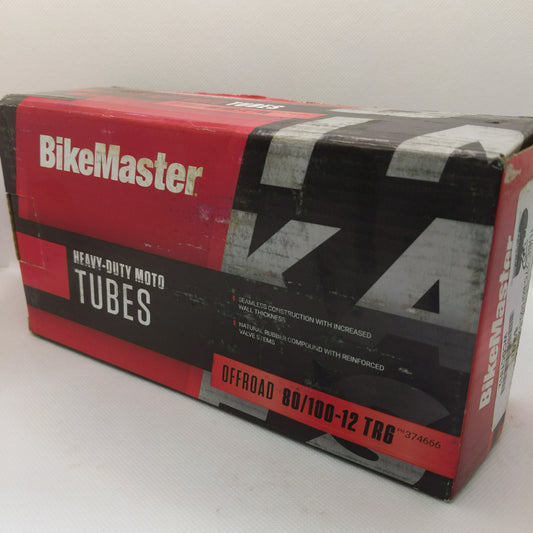 TUBES
BikeMaster
HEAVY-DUTY MOTO
TUBES
SEAMLESS CONSTRUCTION WITH INCREASED
WALL THICKNESS
NATURAL RUBBER COMPOUND WITH REINFORCED
VALVE STEMS
OFFROAD 80/100-12 TR6 PN 374666
BikeMaster